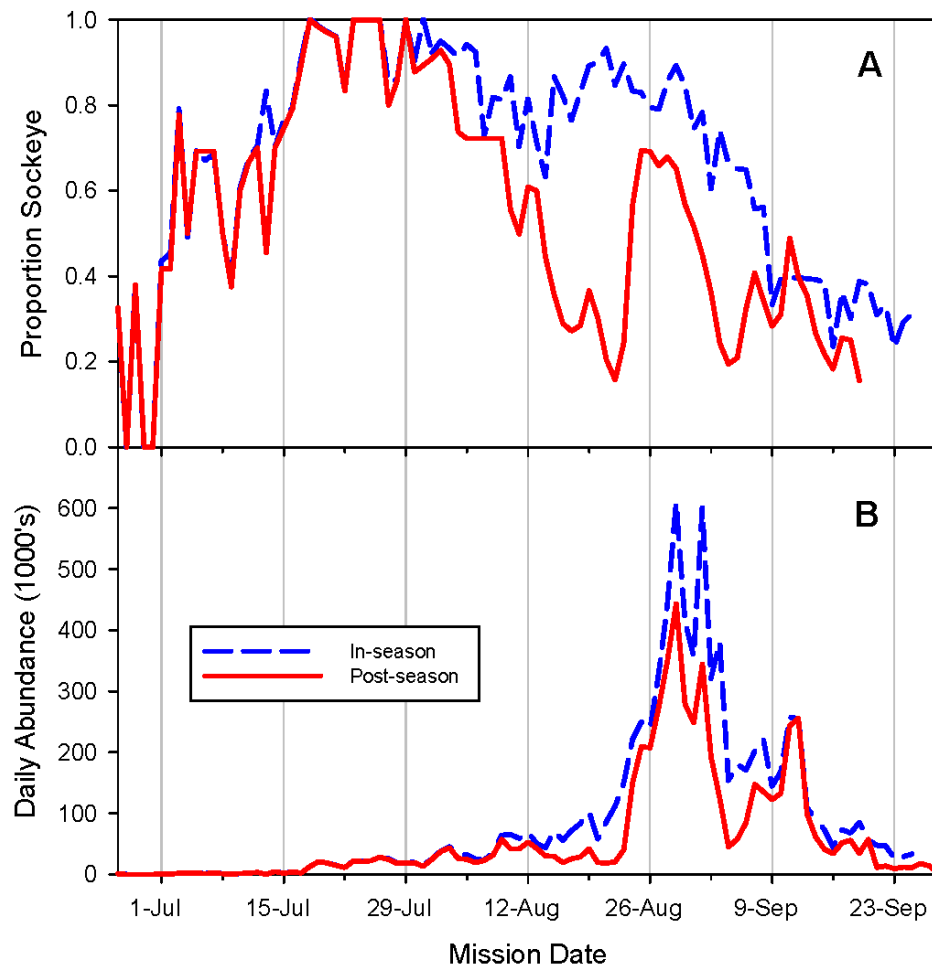 A
Proportion Sockeye
1.0
0.8
0.6
0.4
0.2
0.0
B
Daily Abundance (1000's)
600
500
400
300
200
100
0
In-season
Post-season
1-Jul 15-Jul 29-Jul 12-Aug 26-Aug 9-Sep 23-Sep
Mission Date